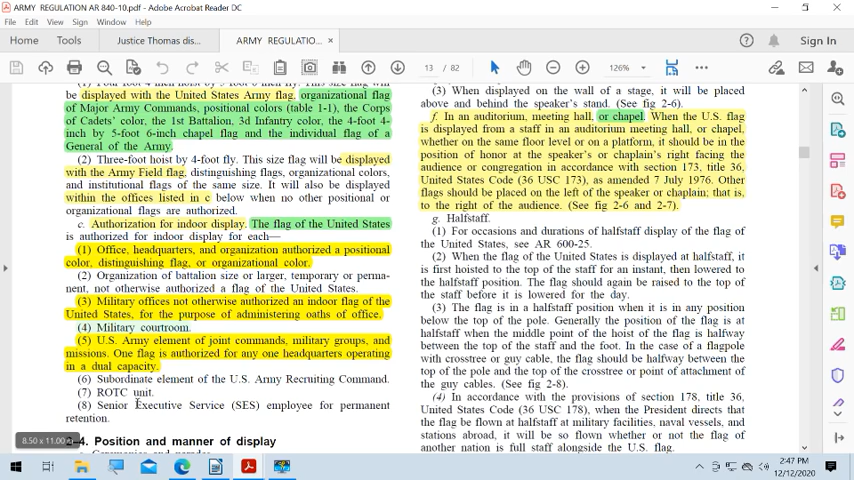 ARMY REGULATION AR 840-10.pdf - Adobe Acrobat Reader DC
File Edit View Sign Window Help
Home Tools Justice Thomas dis... ARMY REGULATIO... ×
Sign In
13 / 82 126%
be displayed with the United States Army flag, organizational flag
of Major Army Commands, positional colors (table 1-1), the Corps
of Cadets' color, the 1st Battalion, 3d Infantry color, the 4-foot 4-
inch by 5-foot 6-inch chapel flag and the individual flag of a
General of the Army.
(2) Three-foot hoist by 4-foot fly. This size flag will be displayed
with the Army Field flag, distinguishing flags, organizational colors,
and institutional flags of the same size. It will also be displayed
within the offices listed in c below when no other positional or
organizational flags are authorized.
c. Authorization for indoor display. The flag of the United States
is authorized for indoor display for each—
(1) Office, headquarters, and organization authorized a positional
color, distinguishing flag, or organizational color.
(2) Organization of battalion size or larger, temporary or perma-
nent, not otherwise authorized a flag of the United States.
(3) Military offices not otherwise authorized an indoor flag of the
United States, for the purpose of administering oaths of office.
(4) Military courtroom.
(5) U.S. Army element of joint commands, military groups, and
missions. One flag is authorized for any one headquarters operating
in a dual capacity.
(6) Subordinate element of the U.S. Army Recruiting Command.
(7) ROTC unit.
(8) Senior Executive Service (SES) employee for permanent
retention.
8.50 x 11.00
-4. Position and manner of display
(3) When displayed on the wall of a stage, it will be placed
above and behind the speaker's stand. (See fig 2-6).
f. In an auditorium, meeting hall, or chapel. When the U.S. flag
is displayed from a staff in an auditorium meeting hall, or chapel,
whether on the same floor level or on a platform, it should be in the
position of honor at the speaker's or chaplain's right facing the
audience or congregation in accordance with section 173, title 36,
United States Code (36 USC 173), as amended 7 July 1976. Other
flags should be placed on the left of the speaker or chaplain; that is,
to the right of the audience. (See fig 2-6 and 2-7).
g. Halfstaff.
(1) For occasions and durations of halfstaff display of the flag of
the United States, see AR 600-25.
(2) When the flag of the United States is displayed at halfstaff, it
is first hoisted to the top of the staff for an instant, then lowered to
the halfstaff position. The flag should again be raised to the top of
the staff before it is lowered for the day.
(3) The flag is in a halfstaff position when it is in any position
below the top of the pole. Generally the position of the flag is at
halfstaff when the middle point of the hoist of the flag is halfway
between the top of the staff and the foot. In the case of a flagpole
with crosstree or guy cable, the flag should be halfway between the
top of the pole and the top of the crosstree or point of attachment of
the guy cables. (See fig 2-8)
(4) In accordance with the provisions of section 178, title 36,
United States Code (36 USC 178), when the President directs that
the flag be flown at halfstaff at military facilities, naval vessels, and
stations abroad, it will be so flown whether or not the flag of
another nation is full staff alongside the U.S. flag.
2:47 PM
12/12/2020